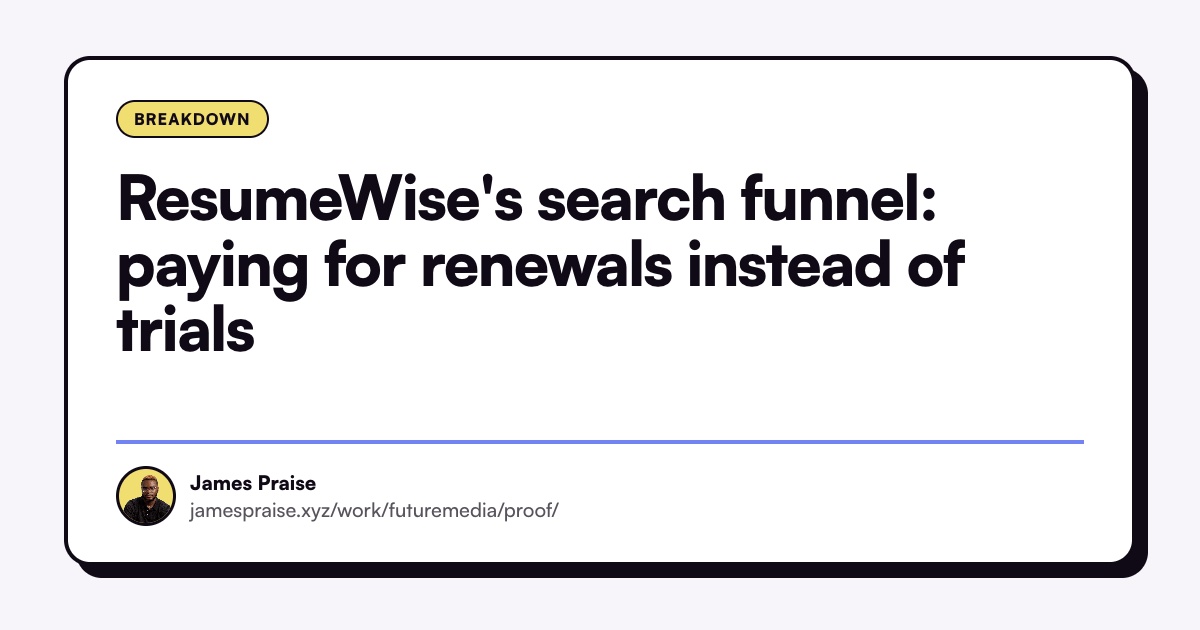 BREAKDOWN
ResumeWise's search funnel:
paying for renewals instead of
trials
James Praise
jamespraise.xyz/work/futuremedia/proof/